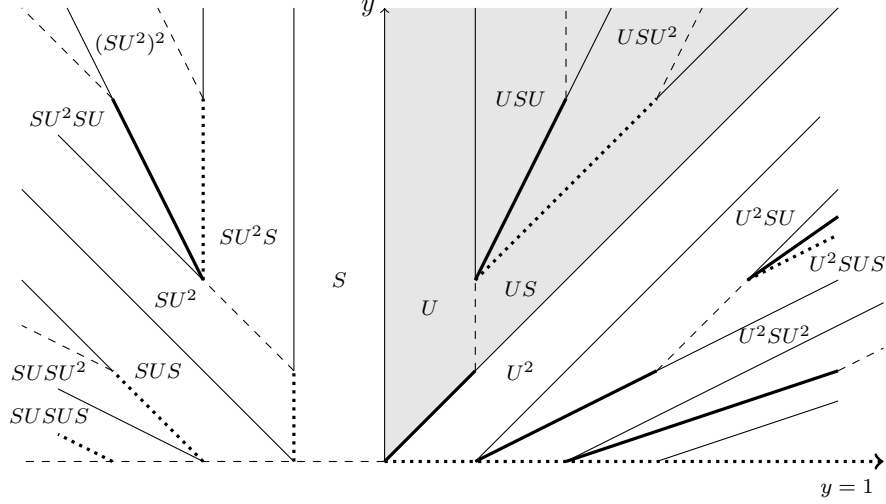 y
(SU²)²
USU²
USU
SU²SU
U²SU
SU²S
U²SUS
S
US
SU²
U
U²SU²
SUSU²
SUS
U²
SUSUS
y = 1